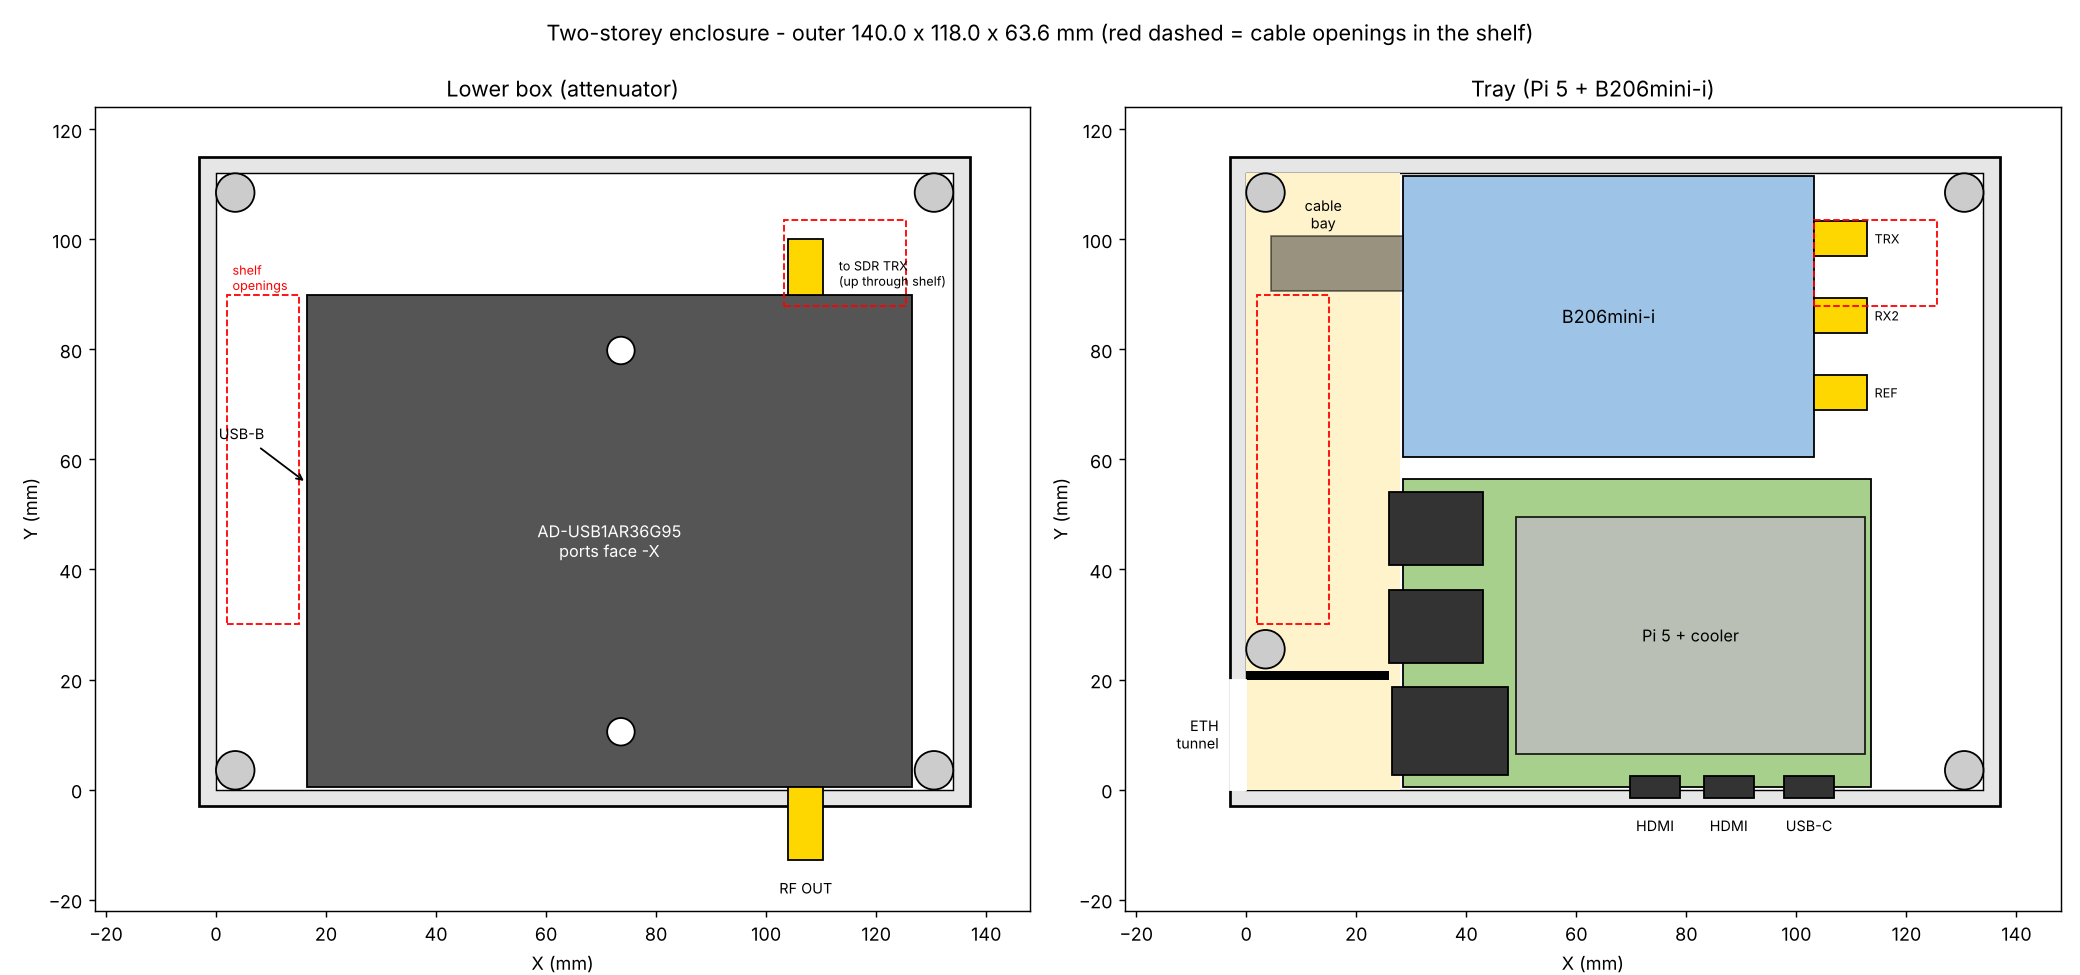 Two-storey enclosure - outer 140.0 x 118.0 x 63.6 mm (red dashed = cable openings in the shelf)
Lower box (attenuator)
120
100
80
60
40
20
0
−20
Y (mm)
shelf
openings
to SDR TRX
(up through shelf)
USB-B
AD-USB1AR36G95
ports face -X
RF OUT
−20
0
20
40
60
80
100
120
140
X (mm)
Tray (Pi 5 + B206mini-i)
120
100
80
60
40
20
0
−20
Y (mm)
cable
bay
TRX
B206mini-i
RX2
REF
Pi 5 + cooler
ETH
tunnel
HDMI
HDMI
USB-C
−20
0
20
40
60
80
100
120
140
X (mm)